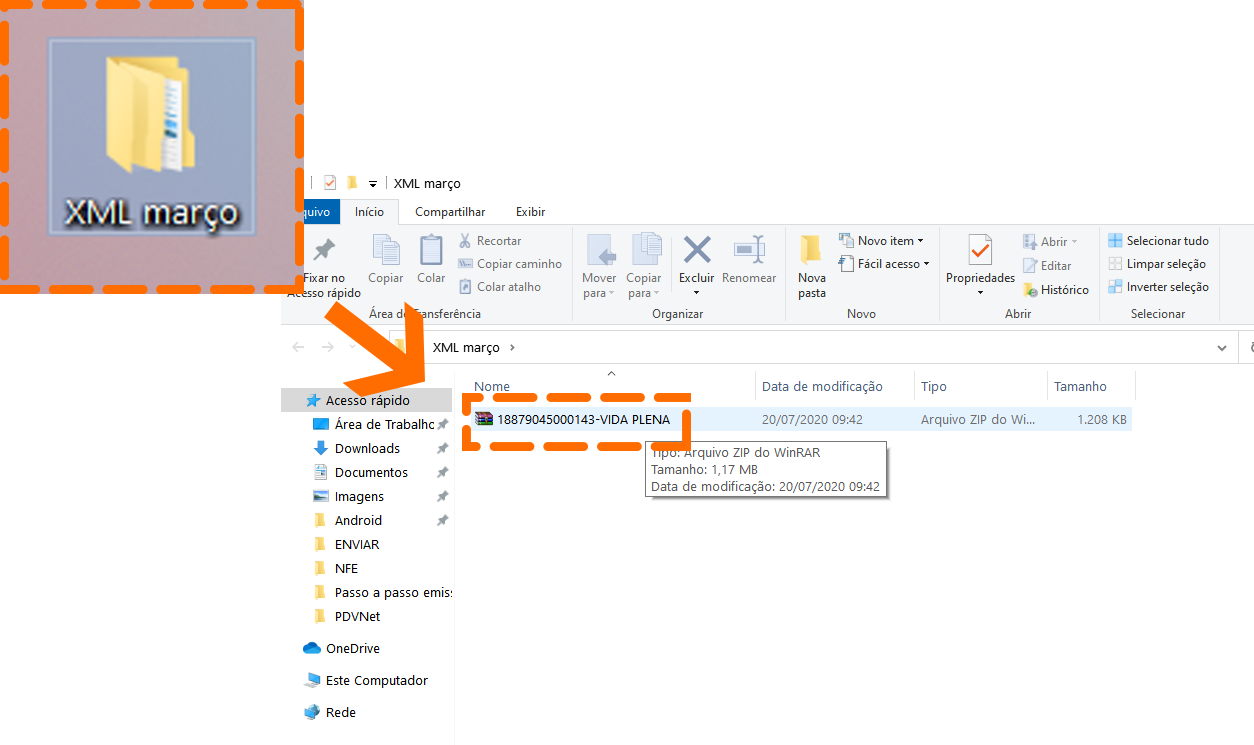 XML março
XML março
quivo Início Compartilhar Exibir
Fixar no
Acesso rápido
Copiar
Colar
Recortar
Copiar caminho
Colar atalho
Área de Transferência
Mover
para
Copiar
para
Excluir
Renomear
Organizar
Nova
pasta
Novo item
Fácil acesso
Novo
Propriedades
Abrir
Editar
Histórico
Abrir
Selecionar tudo
Limpar seleção
Inverter seleção
Selecionar
XML março
Nome Data de modificação Tipo Tamanho
18879045000143-VIDA PLENA 20/07/2020 09:42 Arquivo ZIP do Wi... 1.208 KB
Tipo: Arquivo ZIP do WinRAR
Tamanho: 1,17 MB
Data de modificação: 20/07/2020 09:42
Acesso rápido
Área de Trabalho
Downloads
Documentos
Imagens
Android
ENVIAR
NFE
Passo a passo emis
PDVNet
OneDrive
Este Computador
Rede